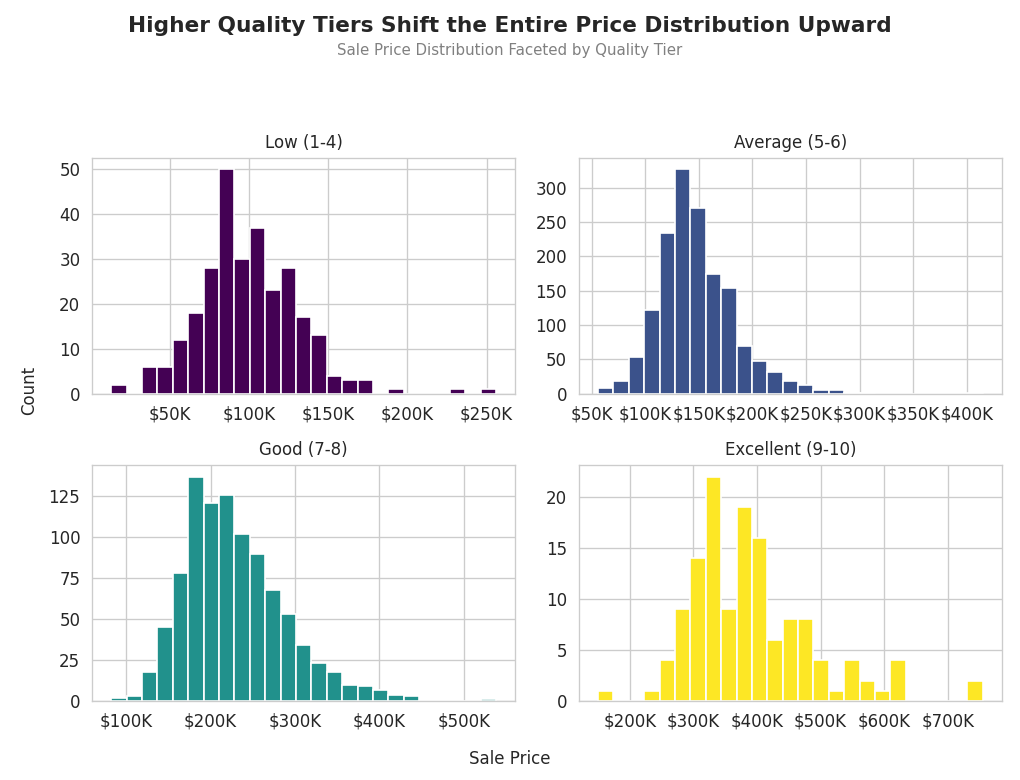 Higher Quality Tiers Shift the Entire Price Distribution Upward
Sale Price Distribution Faceted by Quality Tier
Low (1-4)
50
40
30
20
10
0
$50K $100K $150K $200K $250K
Average (5-6)
300
250
200
150
100
50
0
$50K $100K $150K $200K $250K $300K $350K $400K
Count
Good (7-8)
125
100
75
50
25
0
$100K $200K $300K $400K $500K
Excellent (9-10)
20
15
10
5
0
$200K $300K $400K $500K $600K $700K
Sale Price